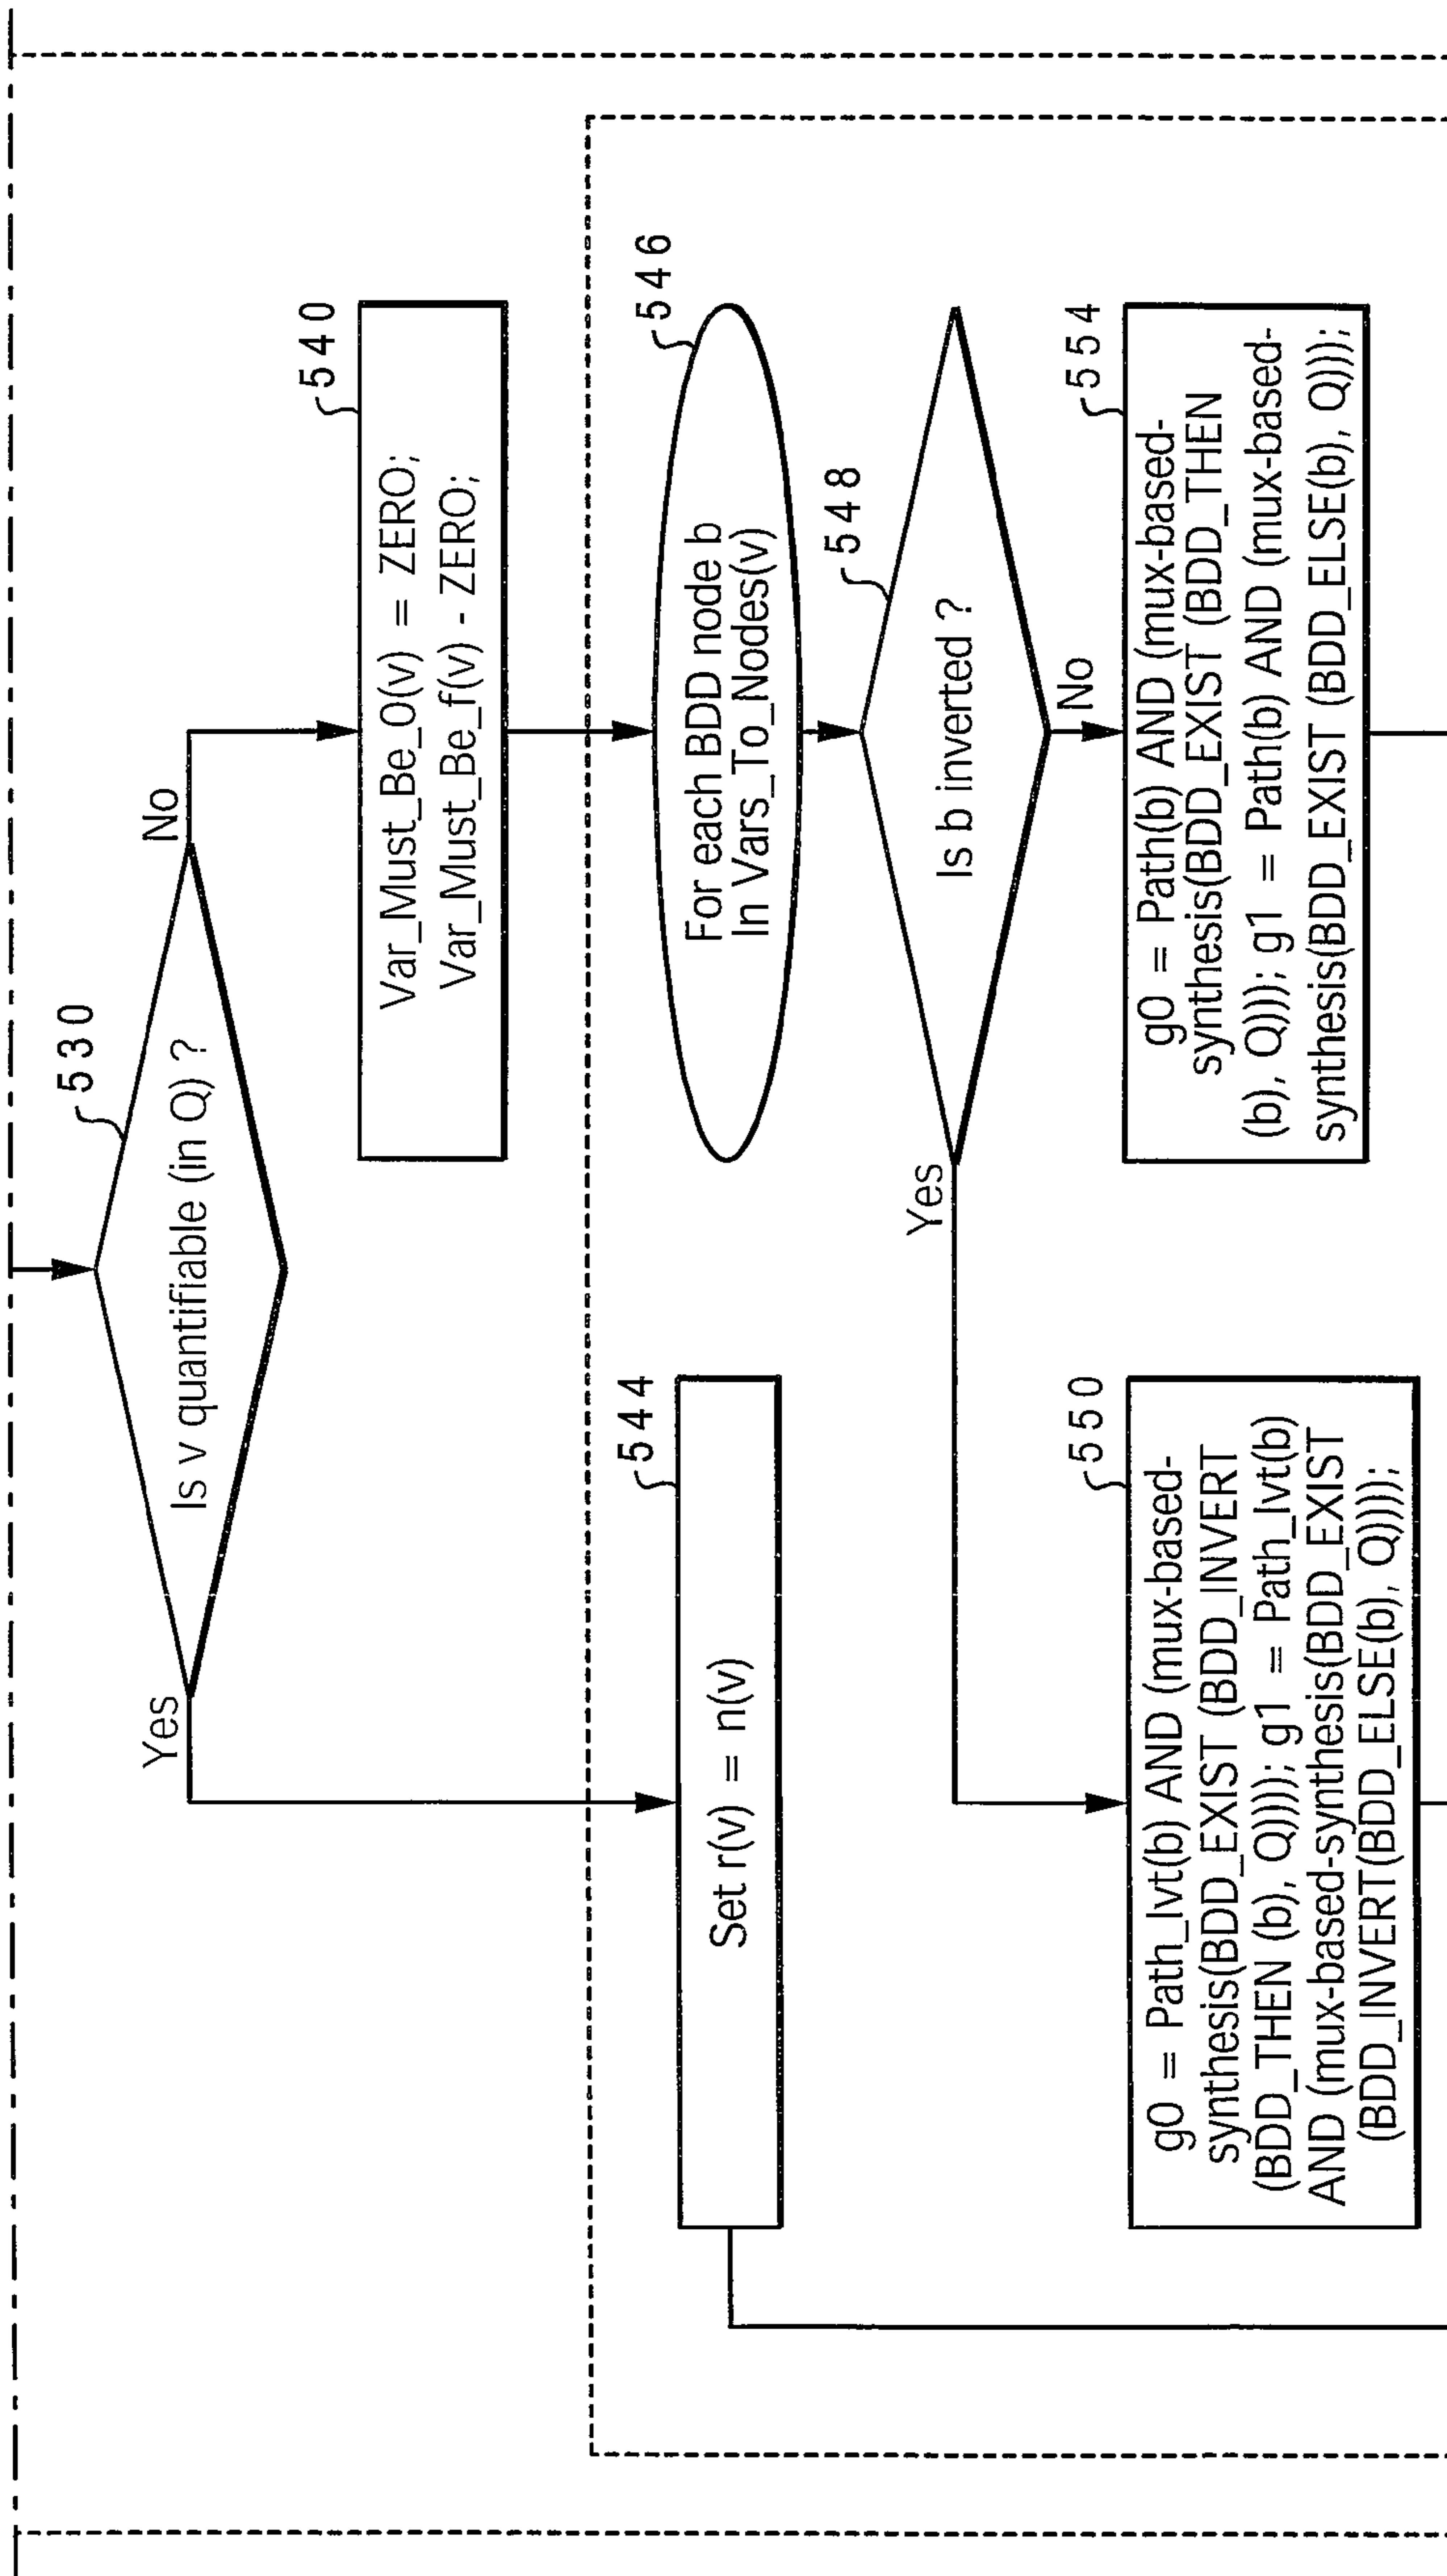 530
Is v quantifiable (in Q) ?
Yes
No
540
Var_Must_Be_0(v) = ZERO;
Var_Must_Be_f(v) - ZERO;
544
Set r(v) = n(v)
546
For each BDD node b
In Vars_To_Nodes(v)
548
Is b inverted ?
Yes
No
550
g0 = Path_Ivt(b) AND (mux-based-
synthesis(BDD_EXIST (BDD_INVERT
(BDD_THEN (b), Q)))); g1 = Path_Ivt(b)
AND (mux-based-synthesis(BDD_EXIST
(BDD_INVERT(BDD_ELSE(b), Q)))));
554
g0 = Path(b) AND (mux-based-
synthesis(BDD_EXIST (BDD_THEN
(b), Q))); g1 = Path(b) AND (mux-based-
synthesis(BDD_EXIST (BDD_ELSE(b), Q))));